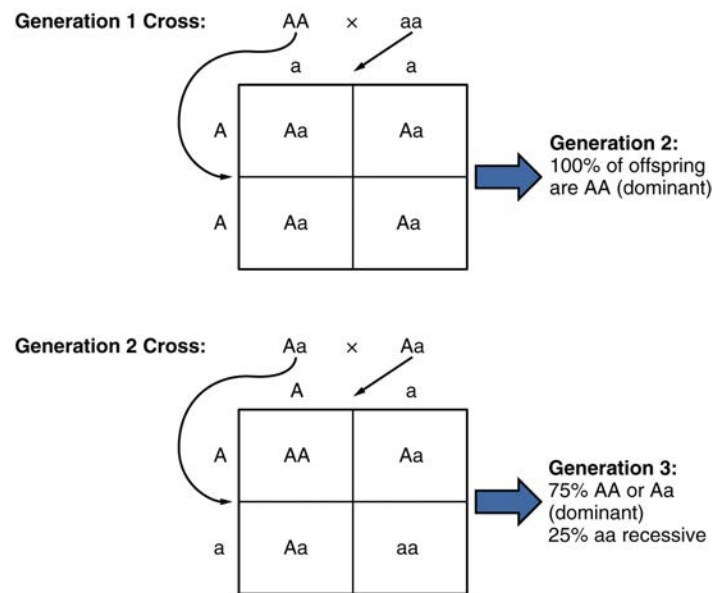 Generation 1 Cross: AA × aa
a a
A Aa Aa
Generation 2:
100% of offspring
are AA (dominant)
A Aa Aa
Generation 2 Cross: Aa × Aa
A a
A AA Aa
Generation 3:
75% AA or Aa
(dominant)
25% aa recessive
a Aa aa